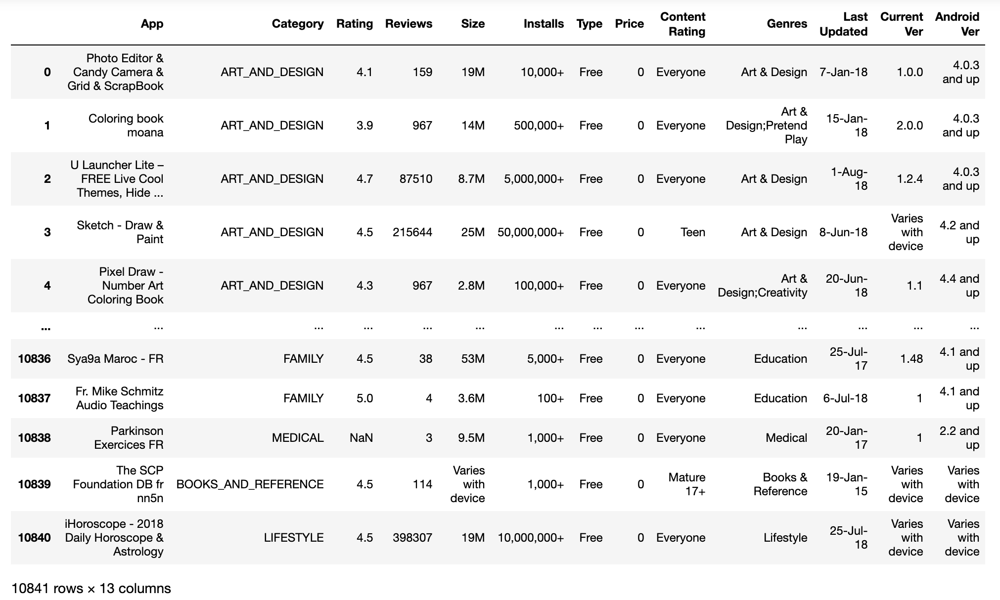 App Category Rating Reviews Size Installs Type Price Content Rating Genres Last Updated Current Ver Android Ver
0 Photo Editor & Candy Camera & Grid & ScrapBook ART_AND_DESIGN 4.1 159 19M 10,000+ Free 0 Everyone Art & Design 7-Jan-18 1.0.0 4.0.3 and up
1 Coloring book moana ART_AND_DESIGN 3.9 967 14M 500,000+ Free 0 Everyone Art & Design;Pretend Play 15-Jan-18 2.0.0 4.0.3 and up
2 U Launcher Lite – FREE Live Cool Themes, Hide ... ART_AND_DESIGN 4.7 87510 8.7M 5,000,000+ Free 0 Everyone Art & Design 1-Aug-18 1.2.4 4.0.3 and up
3 Sketch - Draw & Paint ART_AND_DESIGN 4.5 215644 25M 50,000,000+ Free 0 Teen Art & Design 8-Jun-18 Varies with device 4.2 and up
4 Pixel Draw - Number Art Coloring Book ART_AND_DESIGN 4.3 967 2.8M 100,000+ Free 0 Everyone Art & Design;Creativity 20-Jun-18 1.1 4.4 and up
... ... ... ... ... ... ... ... ... ... ... ... ... ...
10836 Sya9a Maroc - FR FAMILY 4.5 38 53M 5,000+ Free 0 Everyone Education 25-Jul-17 1.48 4.1 and up
10837 Fr. Mike Schmitz Audio Teachings FAMILY 5.0 4 3.6M 100+ Free 0 Everyone Education 6-Jul-18 1 4.1 and up
10838 Parkinson Exercices FR MEDICAL NaN 3 9.5M 1,000+ Free 0 Everyone Medical 20-Jan-17 1 2.2 and up
10839 The SCP Foundation DB fr nn5n BOOKS_AND_REFERENCE 4.5 114 Varies with device 1,000+ Free 0 Mature 17+ Books & Reference 19-Jan-15 Varies with device Varies with device
10840 iHoroscope - 2018 Daily Horoscope & Astrology LIFESTYLE 4.5 398307 19M 10,000,000+ Free 0 Everyone Lifestyle 25-Jul-18 Varies with device Varies with device
10841 rows × 13 columns